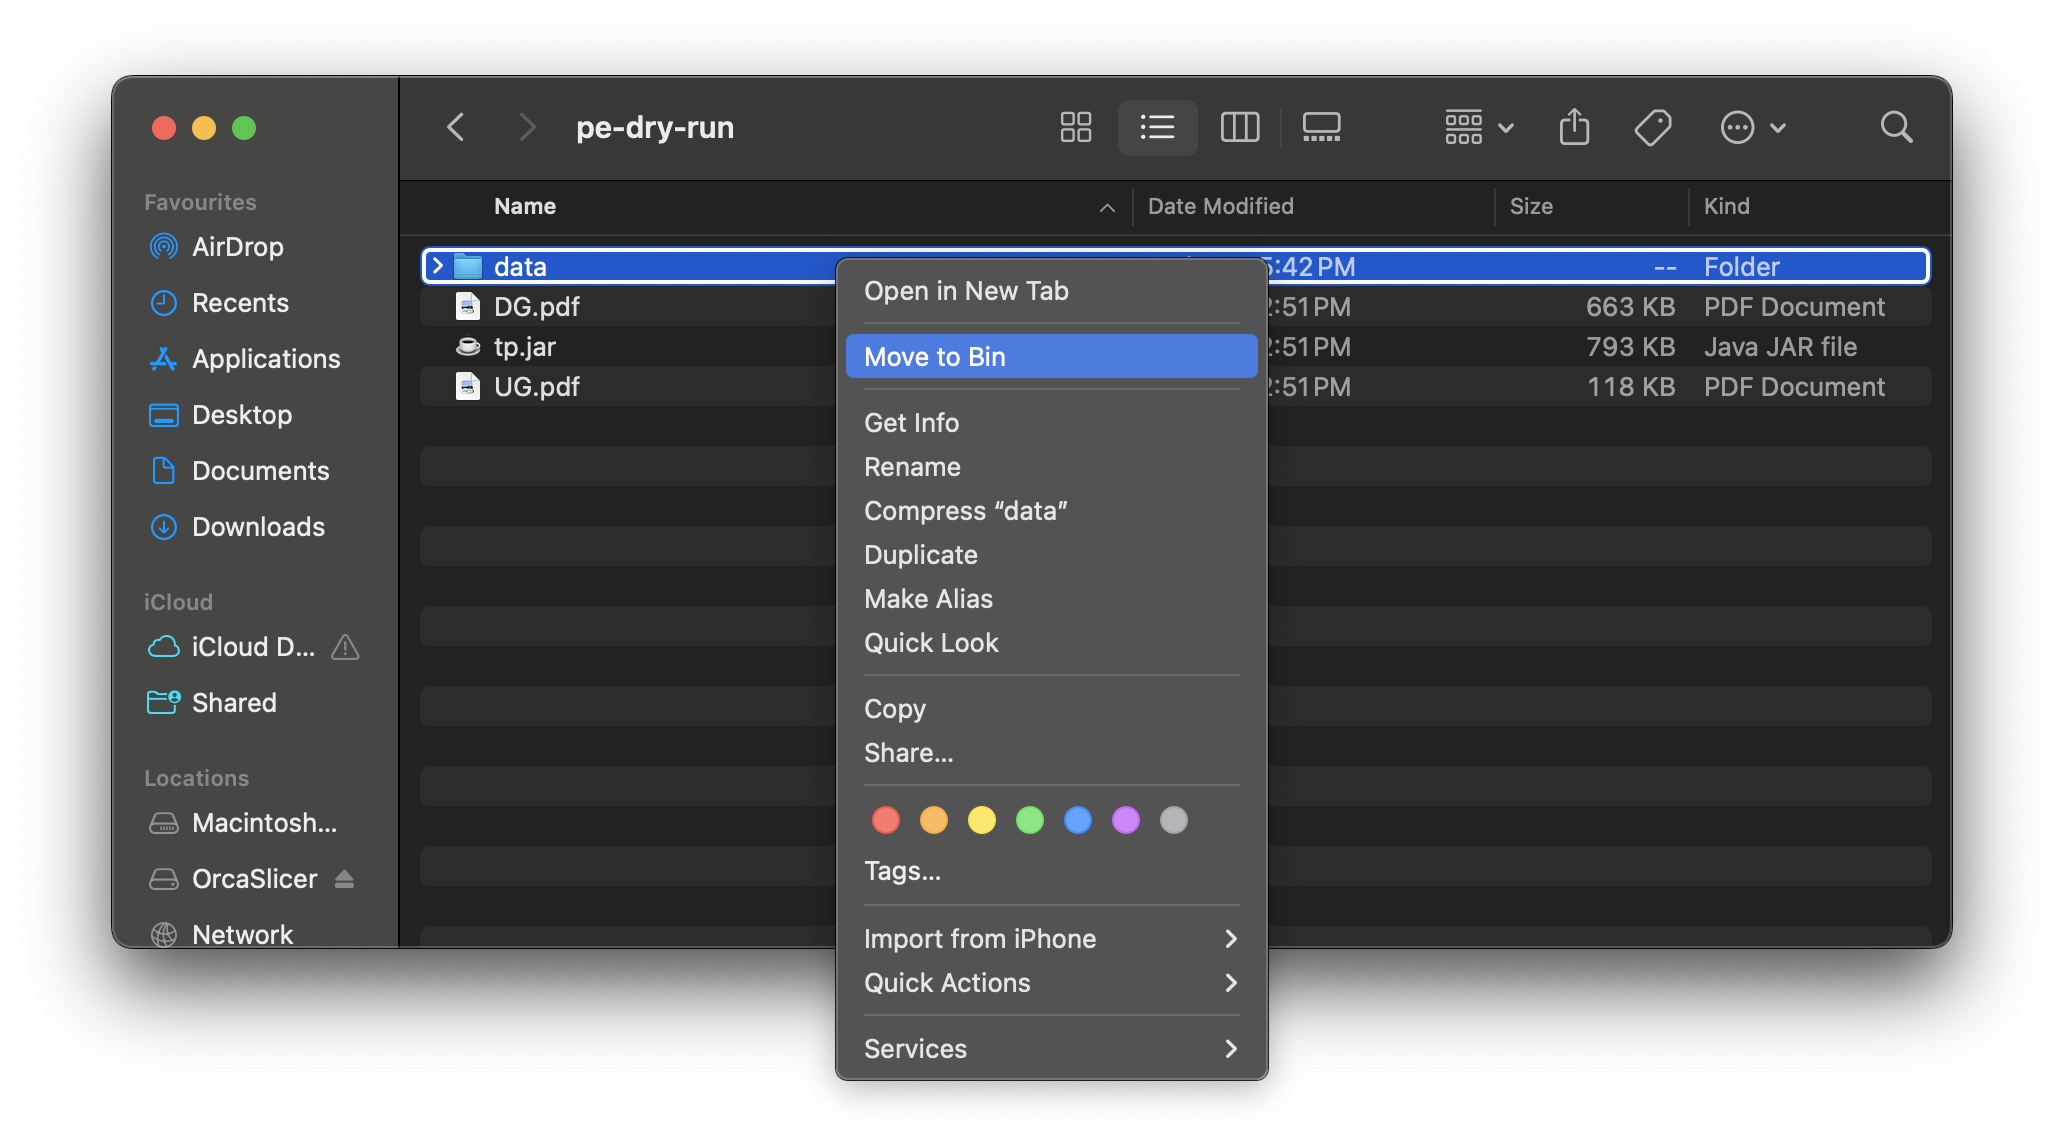 pe-dry-run
Favourites
AirDrop
Recents
Applications
Desktop
Documents
Downloads
iCloud
iCloud D...
Shared
Locations
Macintosh...
OrcaSlicer
Network
Name Date Modified Size Kind
data 5:42 PM -- Folder
DG.pdf 2:51 PM 663 KB PDF Document
tp.jar 2:51 PM 793 KB Java JAR file
UG.pdf 2:51 PM 118 KB PDF Document
Open in New Tab
Move to Bin
Get Info
Rename
Compress “data”
Duplicate
Make Alias
Quick Look
Copy
Share...
Tags...
Import from iPhone
Quick Actions
Services